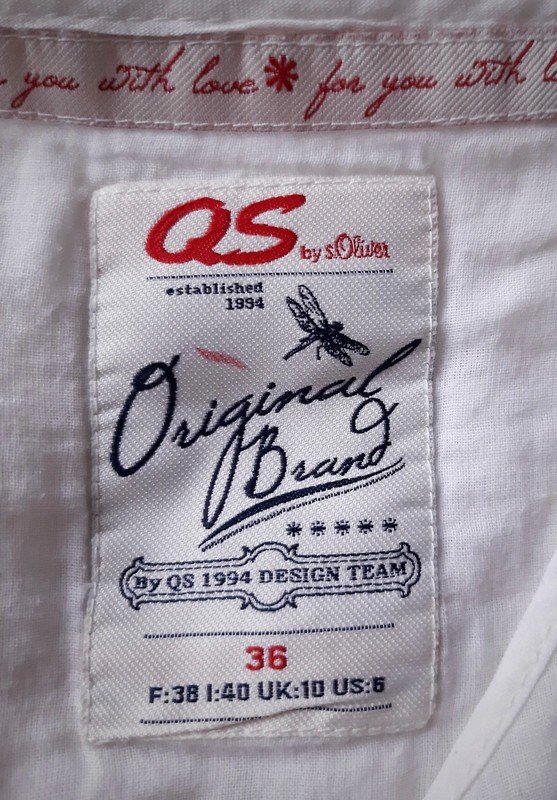 you with love * for you with
QS by s.Oliver
established
1994
Original
Brand
* * * * *
By QS 1994 DESIGN TEAM
36
F:38 I:40 UK:10 US:6